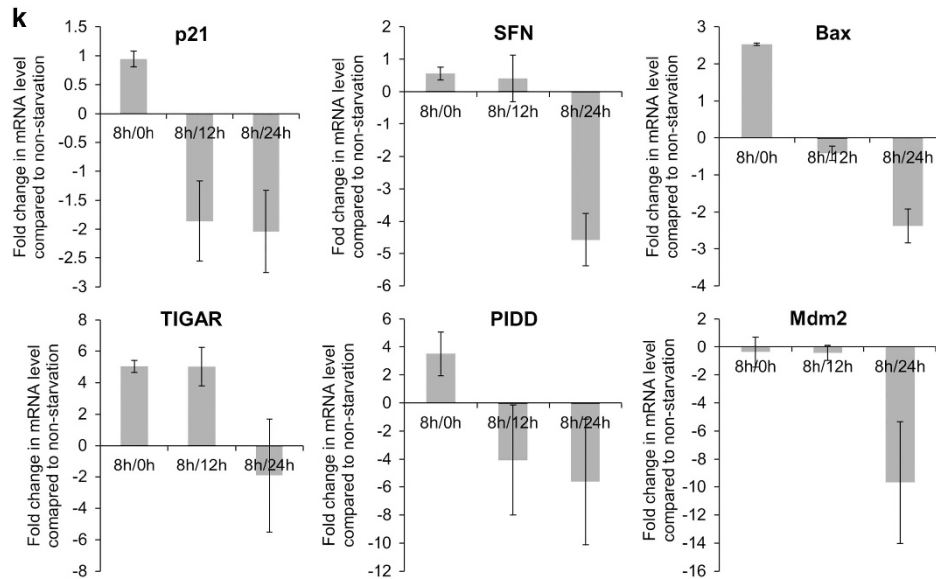 k
p21
Fold change in mRNA level
compared to non-starvation
1.5
1
0.5
0
-0.5
-1
-1.5
-2
-2.5
-3
8h/0h
8h/12h
8h/24h
SFN
Fod change in mRNA level
compared to non-starvation
2
1
0
-1
-2
-3
-4
-5
-6
8h/0h
8h/12h
8h/24h
Bax
Fold change in mRNA level
comapred to non-starvation
3
2
1
0
-1
-2
-3
-4
8h/0h
8h/12h
8h/24h
TIGAR
Fold change in mRNA level
comapred to non-starvation
8
6
4
2
0
-2
-4
-6
-8
8h/0h
8h/12h
8h/24h
PIDD
Fold change in mRNA level
compared to non-starvation
6
4
2
0
-2
-4
-6
-8
-10
-12
8h/0h
8h/12h
8h/24h
Mdm2
Fold change in mRNA level
compared to non-starvation
2
0
-2
-4
-6
-8
-10
-12
-14
-16
8h/0h
8h/12h
8h/24h